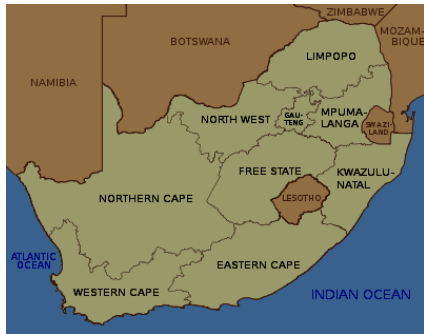 ZIMBABWE
MOZAM-
BIQUE
BOTSWANA
LIMPOPO
NAMIBIA
NORTH WEST
GAU-
TENG
MPUMA-
LANGA
SWAZI-
LAND
FREE STATE
KWAZULU-
NATAL
NORTHERN CAPE
LESOTHO
ATLANTIC
OCEAN
EASTERN CAPE
WESTERN CAPE
INDIAN OCEAN